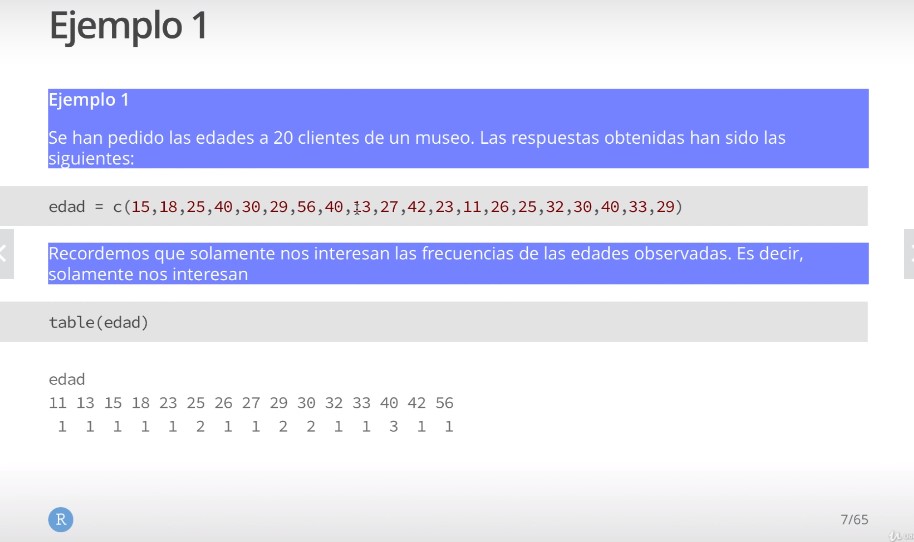 Ejemplo 1
Ejemplo 1
Se han pedido las edades a 20 clientes de un museo. Las respuestas obtenidas han sido las
siguientes:
edad = c(15,18,25,40,30,29,56,40,13,27,42,23,11,26,25,32,30,40,33,29)
Recordemos que solamente nos interesan las frecuencias de las edades observadas. Es decir,
solamente nos interesan
table(edad)
edad
11 13 15 18 23 25 26 27 29 30 32 33 40 42 56
1 1 1 1 1 2 1 1 2 2 1 1 3 1 1
R
7/65